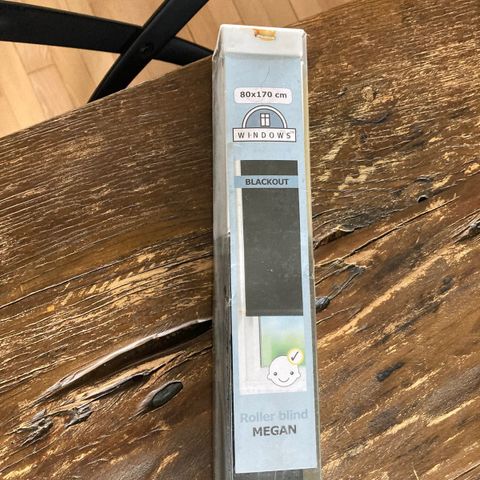 80x170 cm
WINDOWS
BLACKOUT
Roller blind
MEGAN